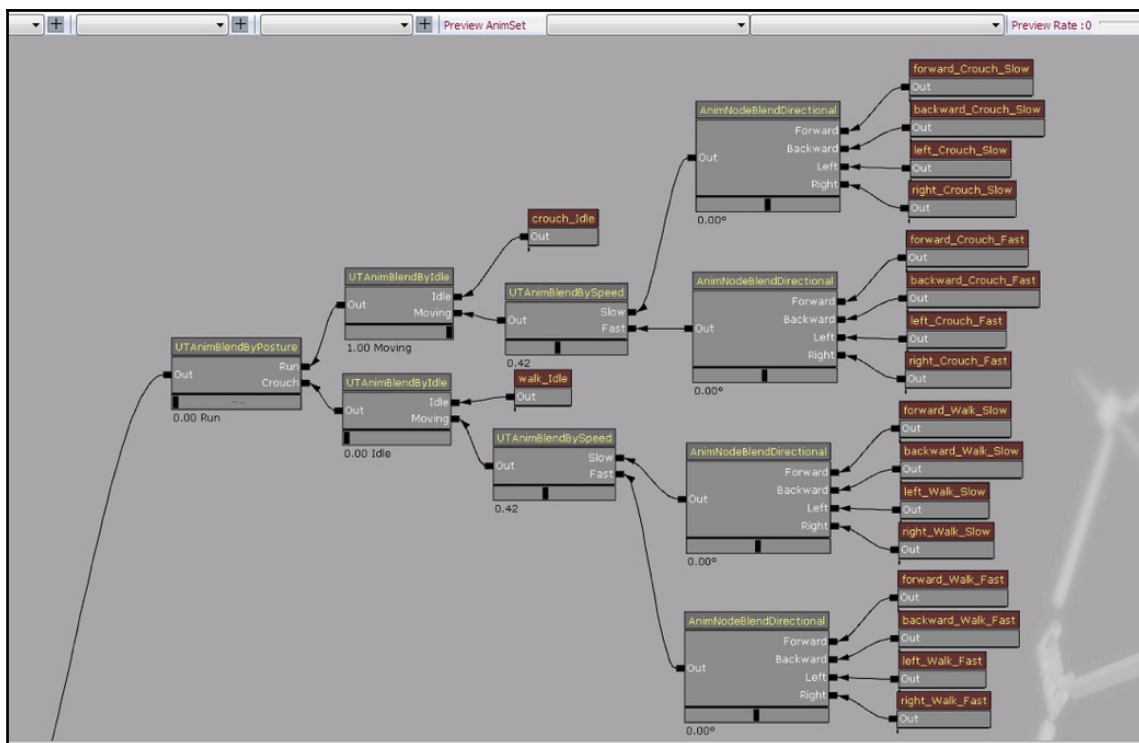 Preview AnimSet
Preview Rate :0
forward_Crouch_Slow
Out
AnimNodeBlendDirectional
backward_Crouch_Slow
Forward
Out
Backward
left_Crouch_Slow
Out
Left
Out
Right
right_Crouch_Slow
Out
0.00°
crouch_Idle
Out
forward_Crouch_Fast
Out
UTAnimBlendByIdle
AnimNodeBlendDirectional
backward_Crouch_Fast
Idle
UTAnimBlendBySpeed
Forward
Out
Out
Moving
Slow
Backward
left_Crouch_Fast
Out
Fast
Out
Left
Out
1.00 Moving
Right
right_Crouch_Fast
UTAnimBlendByPosture
0.42
Out
Run
0.00°
Out
Crouch
UTAnimBlendByIdle
walk_Idle
Idle
Out
0.00 Run
Out
Moving
forward_Walk_Slow
Out
UTAnimBlendBySpeed
AnimNodeBlendDirectional
backward_Walk_Slow
0.00 Idle
Slow
Forward
Out
Out
Fast
Backward
left_Walk_Slow
Out
Left
Out
0.42
Right
right_Walk_Slow
Out
0.00°
forward_Walk_Fast
Out
AnimNodeBlendDirectional
backward_Walk_Fast
Forward
Out
Backward
left_Walk_Fast
Out
Left
Out
Right
right_Walk_Fast
Out
0.00°